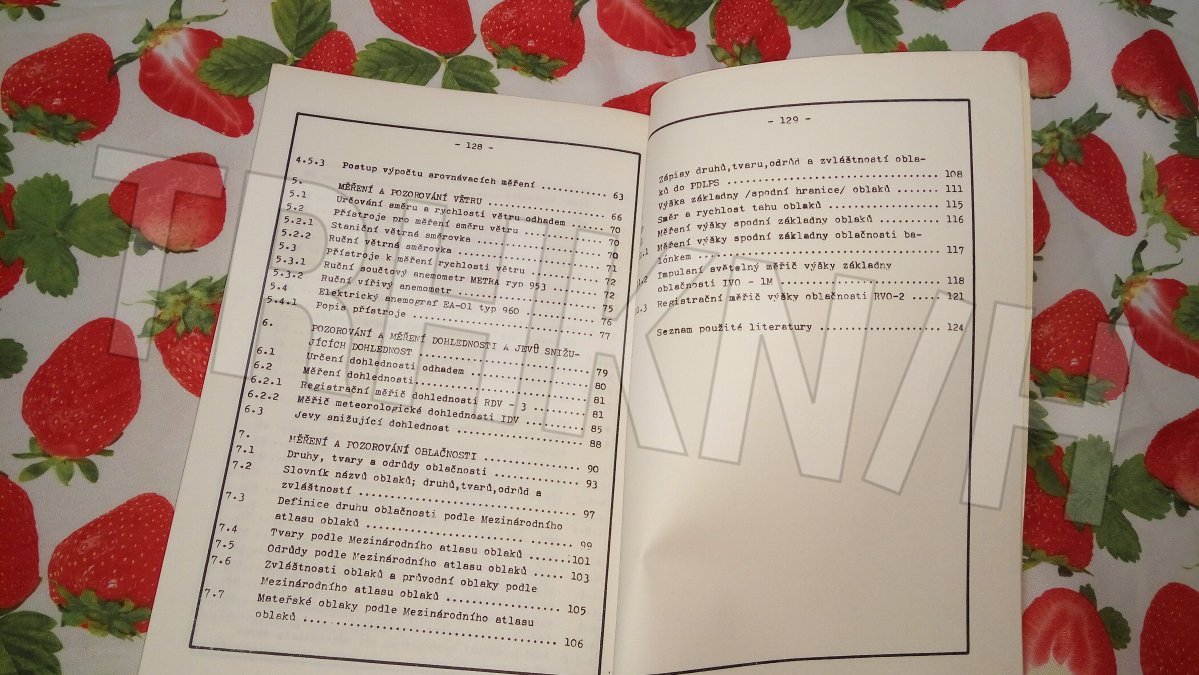 - 128 -
4.5.3 Postup výpočtu srovnávacích měření ............ 63
5. MĚŘENÍ A POZOROVÁNÍ VĚTRU .................. 66
5.1 Určování směru a rychlosti větru odhadem .... 70
5.2 Přístroje pro měření směru větru ............ 70
5.2.1 Staniční větrná směrovka .................... 70
5.2.2 Ruční větrná směrovka ....................... 71
5.3 Přístroje k měření rychlosti větru .......... 72
5.3.1 Ruční součtový anemometr METRA ryp 953 ...... 72
5.3.2 Ruční vířivý anemometr ...................... 75
5.4 Elektrický anemograf EA-01 typ 960 .......... 76
5.4.1 Popis přístroje ............................. 77
6. POZOROVÁNÍ A MĚŘENÍ DOHLEDNOSTI A JEVŮ SNIŽU-
JÍCÍCH DOHLEDNOST ........................... 79
6.1 Určení dohlednosti odhadem .................. 80
6.2 Měření dohlednosti........................... 81
6.2.1 Registrační měřič dohlednosti RDV - 3 ....... 81
6.2.2 Měřič meteorologické dohlednosti IDV ........ 85
6.3 Jevy snižující dohlednost ................... 88
7. MĚŘENÍ A POZOROVÁNÍ OBLAČNOSTI .............. 90
7.1 Druhy, tvary a odrůdy oblačnosti ............ 93
7.2 Slovník názvů oblaků; druhů,tvarů,odrůd a
zvláštností ................................. 97
7.3 Definice druhu oblačnosti podle Mezinárodního
atlasu oblaků ............................... 99
7.4 Tvary podle Mezinárodního atlasu oblaků .......101
7.5 Odrůdy podle Mezinárodního atlasu oblaků ..... 103
7.6 Zvláštnosti oblaků a průvodní oblaky podle
Mezinárodního atlasu oblaků ................. 105
7.7 Mateřské oblaky podle Mezinárodního atlasu
oblaků ...................................... 106
- 129 -
Zápisy druhů,tvaru,odrůd a zvláštností obla-
ků do PDLPS ................................. 108
Výška základny /spodní hranice/ oblaků ...... 111
Směr a rychlost tahu oblaků ................. 115
Měření výšky spodní základny oblaků ......... 116
.1 Měření výšky spodní základny oblačnosti ba-
lónkem ...................................... 117
.2 Impulsní světelný měřič výšky základny
oblačnosti IVO - 1M ......................... 118
.3 Registrační měřič výšky oblačnosti RVO-2 .... 121
Seznam použité literatury ................... 124
TRHKNIH